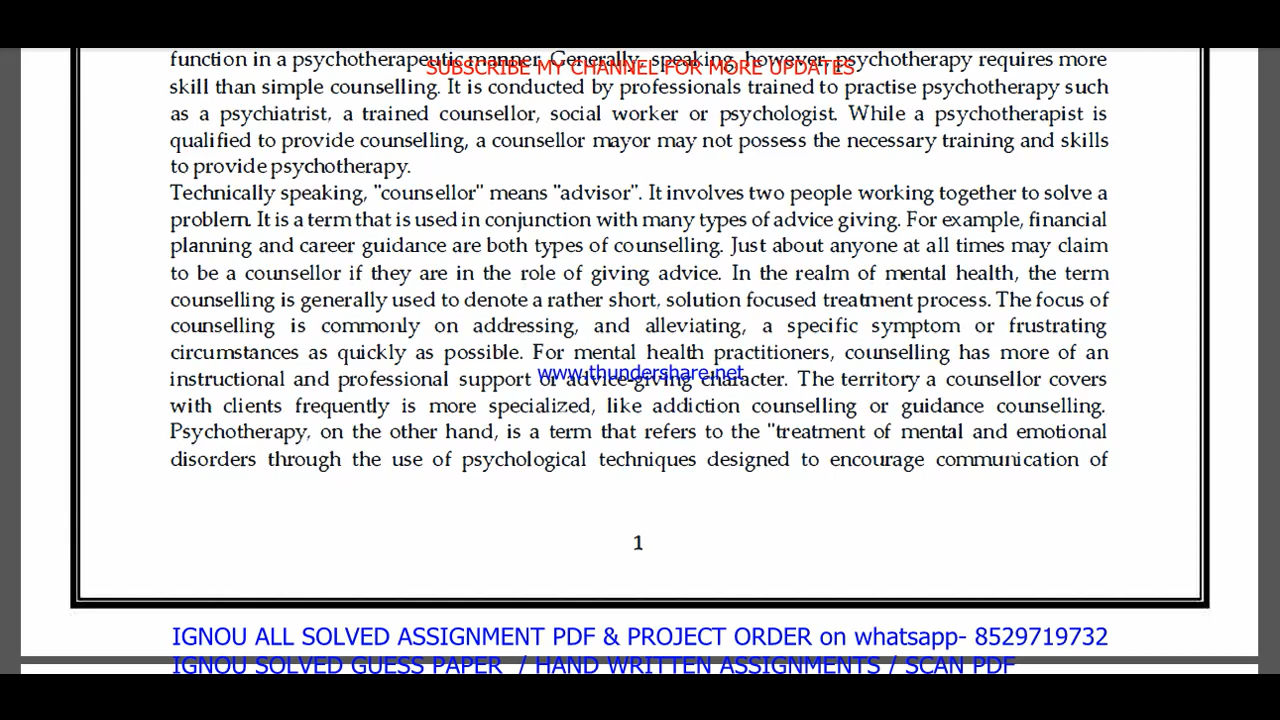 function in a psychotherapeutic manner. Generally, speaking, however, psychotherapy requires more
SUBSCRIBE MY CHANNEL FOR MORE UPDATES
skill than simple counselling. It is conducted by professionals trained to practise psychotherapy such
as a psychiatrist, a trained counsellor, social worker or psychologist. While a psychotherapist is
qualified to provide counselling, a counsellor mayor may not possess the necessary training and skills
to provide psychotherapy.
Technically speaking, "counsellor" means "advisor". It involves two people working together to solve a
problem. It is a term that is used in conjunction with many types of advice giving. For example, financial
planning and career guidance are both types of counselling. Just about anyone at all times may claim
to be a counsellor if they are in the role of giving advice. In the realm of mental health, the term
counselling is generally used to denote a rather short, solution focused treatment process. The focus of
counselling is commonly on addressing, and alleviating, a specific symptom or frustrating
circumstances as quickly as possible. For mental health practitioners, counselling has more of an
www.thundershare.net
instructional and professional support or advice-giving character. The territory a counsellor covers
with clients frequently is more specialized, like addiction counselling or guidance counselling.
Psychotherapy, on the other hand, is a term that refers to the "treatment of mental and emotional
disorders through the use of psychological techniques designed to encourage communication of
1
IGNOU ALL SOLVED ASSIGNMENT PDF & PROJECT ORDER on whatsapp- 8529719732
IGNOU SOLVED GUESS PAPER / HAND WRITTEN ASSIGNMENTS / SCAN PDF